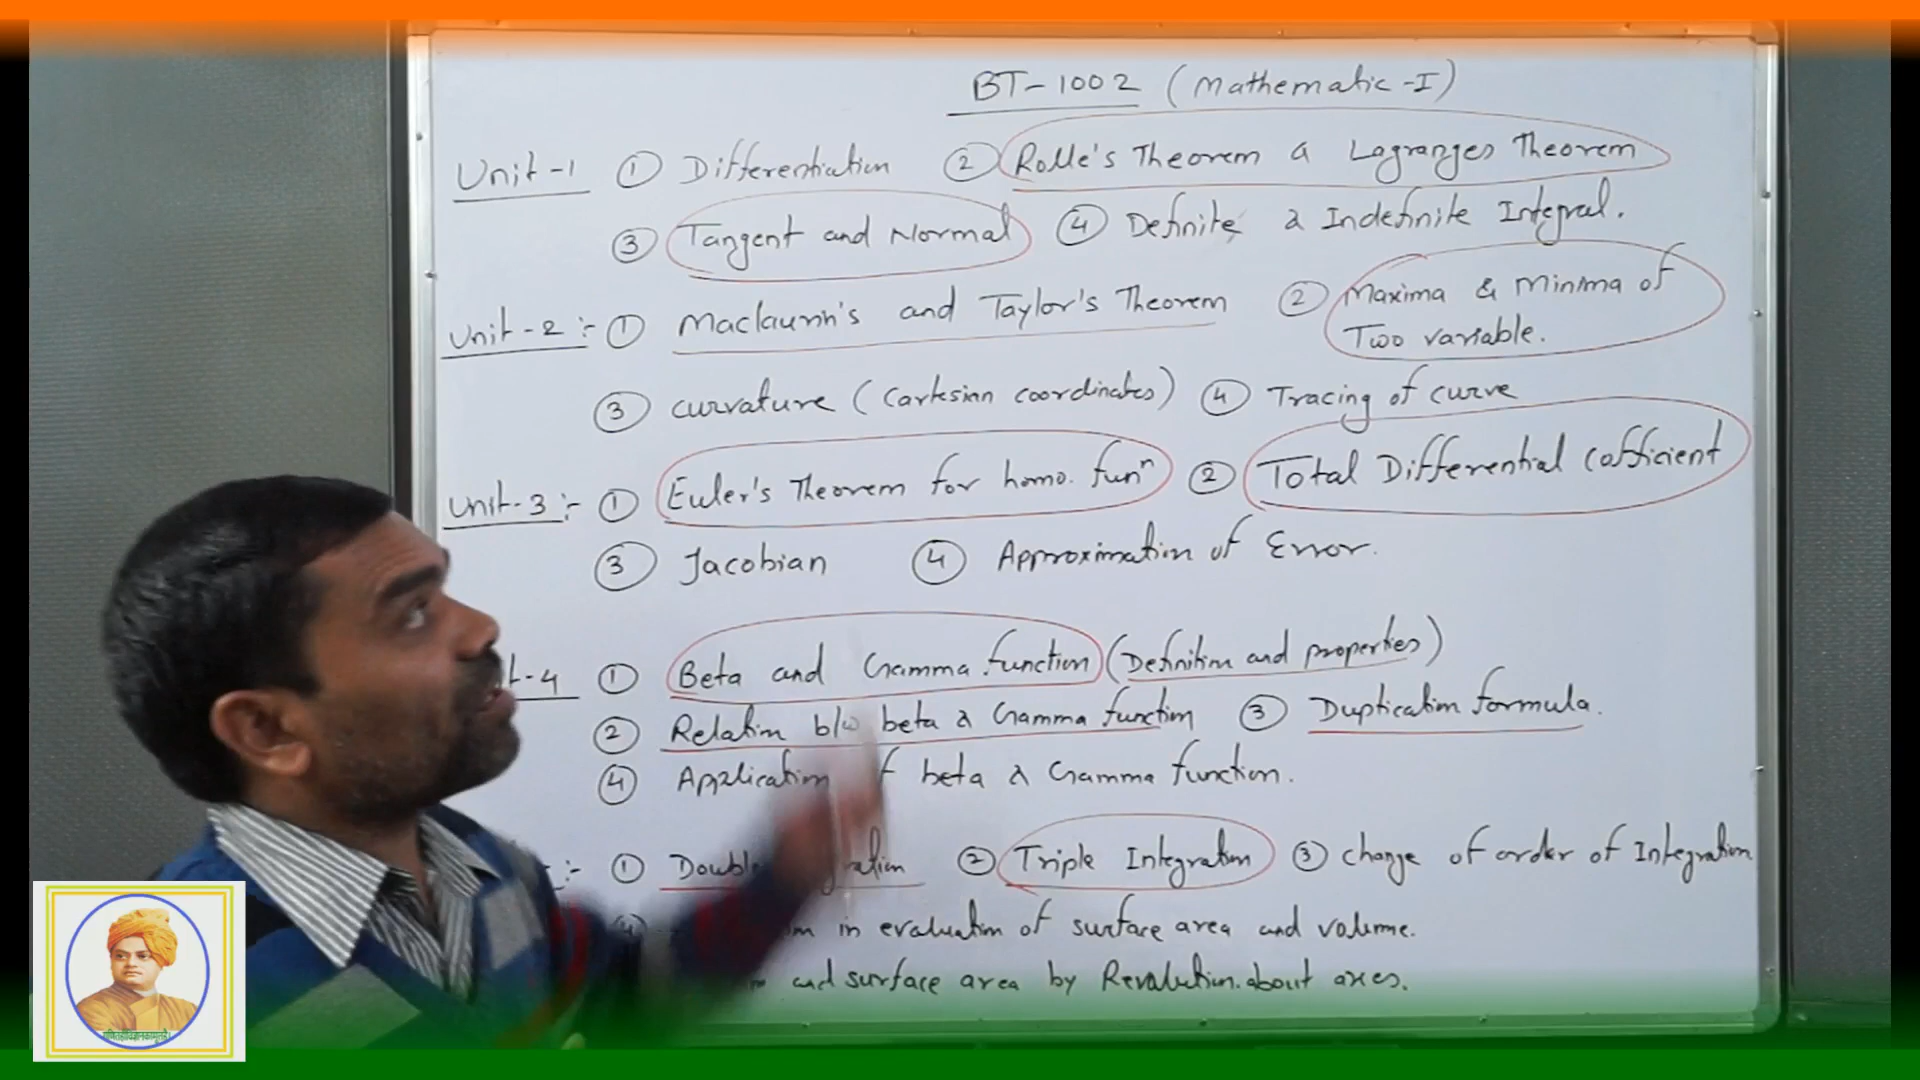 BT-1002 (Mathematic-I)
Unit-1 ① Differentiation ② Rolle's Theorem & Lagranges Theorem
③ Tangent and Normal ④ Definite & Indefinite Integral.
Unit-2 :- ① Maclaurin's and Taylor's Theorem ② Maxima & Minima of
Two variable.
③ curvature (Cartesian coordinates) ④ Tracing of curve
Unit-3 :- ① Euler's Theorem for homo. funⁿ ② Total Differential Cofficient
③ Jacobian ④ Approximation of Error.
t-4 ① Beta and Gamma function (Definition and properties)
② Relation b/w beta & Gamma function ③ Duplication formula.
④ Application f beta & Gamma function.
:- ① Double ration ② Triple Integration ③ Change of order of Integration
④ in evaluation of surface area and volume.
and surface area by Revolution about axes.